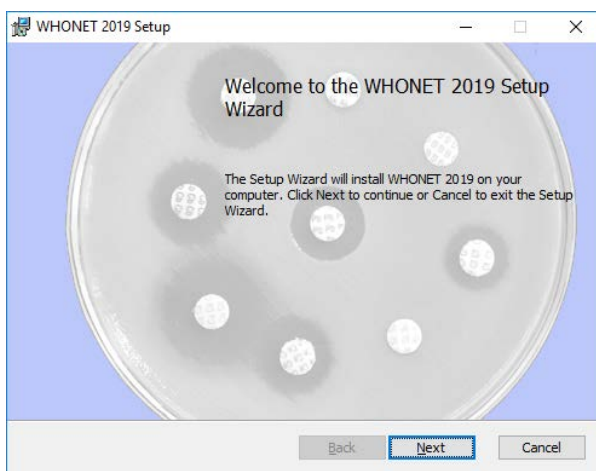 WHONET 2019 Setup
Welcome to the WHONET 2019 Setup
Wizard
The Setup Wizard will install WHONET 2019 on your
computer. Click Next to continue or Cancel to exit the Setup
Wizard.
Back Next Cancel